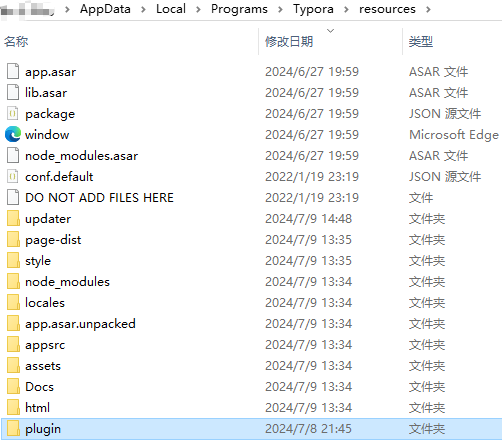 AppData > Local > Programs > Typora > resources >
名称 修改日期 类型
app.asar 2024/6/27 19:59 ASAR 文件
lib.asar 2024/6/27 19:59 ASAR 文件
package 2024/6/27 19:59 JSON 源文件
window 2024/6/27 19:59 Microsoft Edge
node_modules.asar 2024/6/27 19:59 ASAR 文件
conf.default 2022/1/19 23:19 JSON 源文件
DO NOT ADD FILES HERE 2022/1/19 23:19 文件
updater 2024/7/9 14:48 文件夹
page-dist 2024/7/9 13:35 文件夹
style 2024/7/9 13:35 文件夹
node_modules 2024/7/9 13:34 文件夹
locales 2024/7/9 13:34 文件夹
app.asar.unpacked 2024/7/9 13:34 文件夹
appsrc 2024/7/9 13:34 文件夹
assets 2024/7/9 13:34 文件夹
Docs 2024/7/9 13:34 文件夹
html 2024/7/9 13:34 文件夹
plugin 2024/7/8 21:45 文件夹